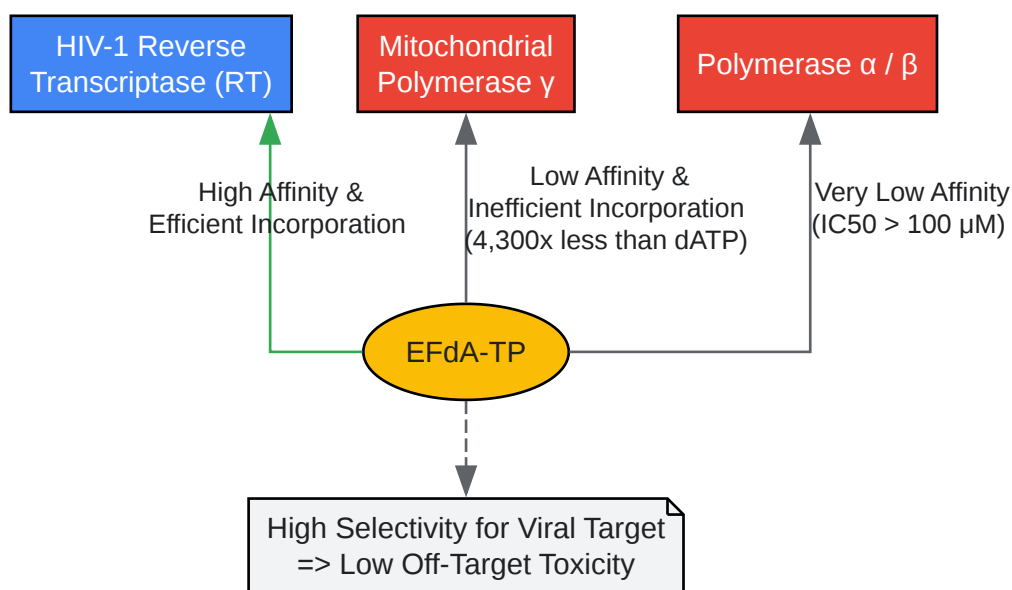 HIV-1 Reverse
Transcriptase (RT)
Mitochondrial
Polymerase γ
Polymerase α / β
High Affinity &
Efficient Incorporation
Low Affinity &
Inefficient Incorporation
(4,300x less than dATP)
Very Low Affinity
(IC50 > 100 μM)
EFdA-TP
High Selectivity for Viral Target
=> Low Off-Target Toxicity